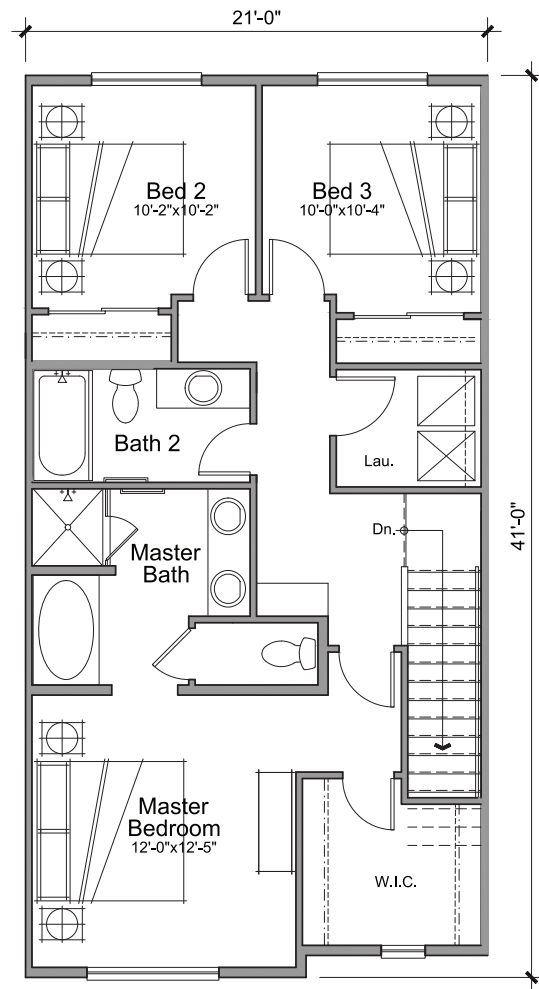 21'-0"
Bed 2
10'-2"x10'-2"
Bed 3
10'-0"x10'-4"
Bath 2
Lau.
Dn.
41'-0"
Master
Bath
Master
Bedroom
12'-0"x12'-5"
W.I.C.